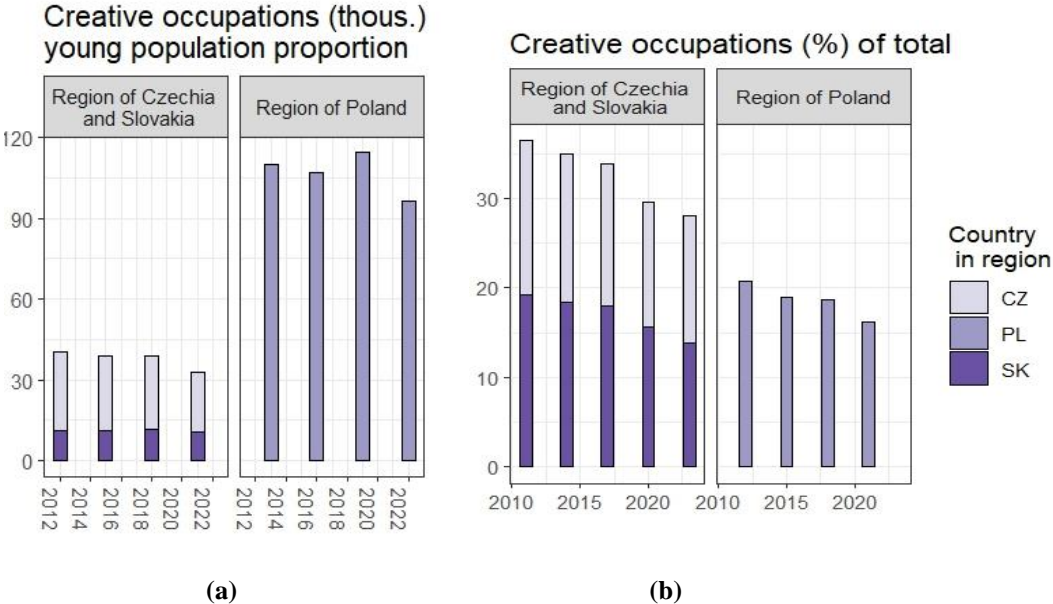 Creative occupations (thous.)
young population proportion
Region of Czechia
and Slovakia
Region of Poland
120
90
60
30
0
2012
2014
2016
2018
2020
2022
2012
2014
2016
2018
2020
2022
(a)
Creative occupations (%) of total
Region of Czechia
and Slovakia
Region of Poland
30
20
10
0
2010
2015
2020
2010
2015
2020
(b)
Country
in region
CZ
PL
SK